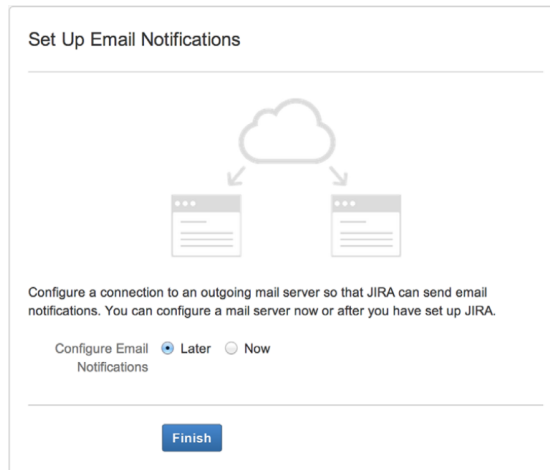 Set Up Email Notifications
Configure a connection to an outgoing mail server so that JIRA can send email
notifications. You can configure a mail server now or after you have set up JIRA.
Configure Email Later Now
Notifications
Finish